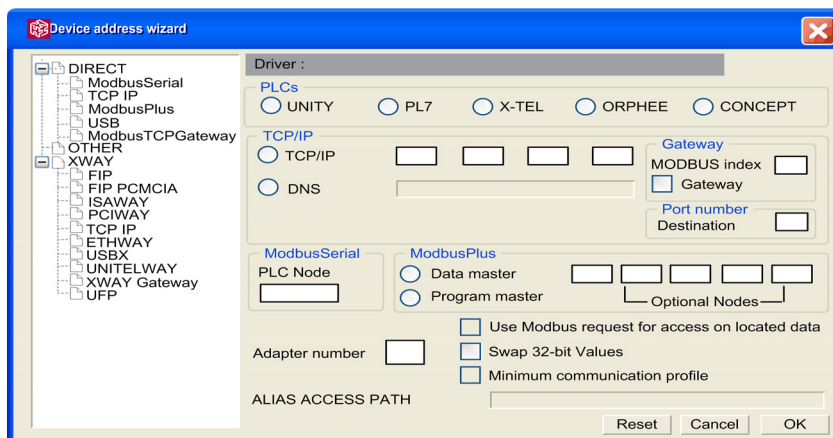 Device address wizard
DIRECT
ModbusSerial
TCP IP
ModbusPlus
USB
ModbusTCPGateway
OTHER
XWAY
FIP
FIP PCMCIA
ISAWAY
PCIWAY
TCP IP
ETHWAY
USBX
UNITELWAY
XWAY Gateway
UFP
Driver :
PLCs
UNITY PL7 X-TEL ORPHEE CONCEPT
TCP/IP
TCP/IP
DNS
Gateway
MODBUS index
Gateway
Port number
Destination
ModbusSerial
PLC Node
ModbusPlus
Data master
Program master
Optional Nodes
Adapter number
Use Modbus request for access on located data
Swap 32-bit Values
Minimum communication profile
ALIAS ACCESS PATH
Reset Cancel OK